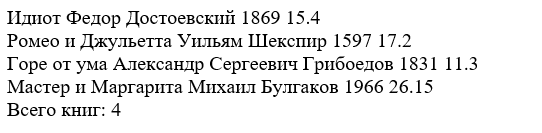 Идиот Федор Достоевский 1869 15.4
Ромео и Джульетта Уильям Шекспир 1597 17.2
Горе от ума Александр Сергеевич Грибоедов 1831 11.3
Мастер и Маргарита Михаил Булгаков 1966 26.15
Всего книг: 4